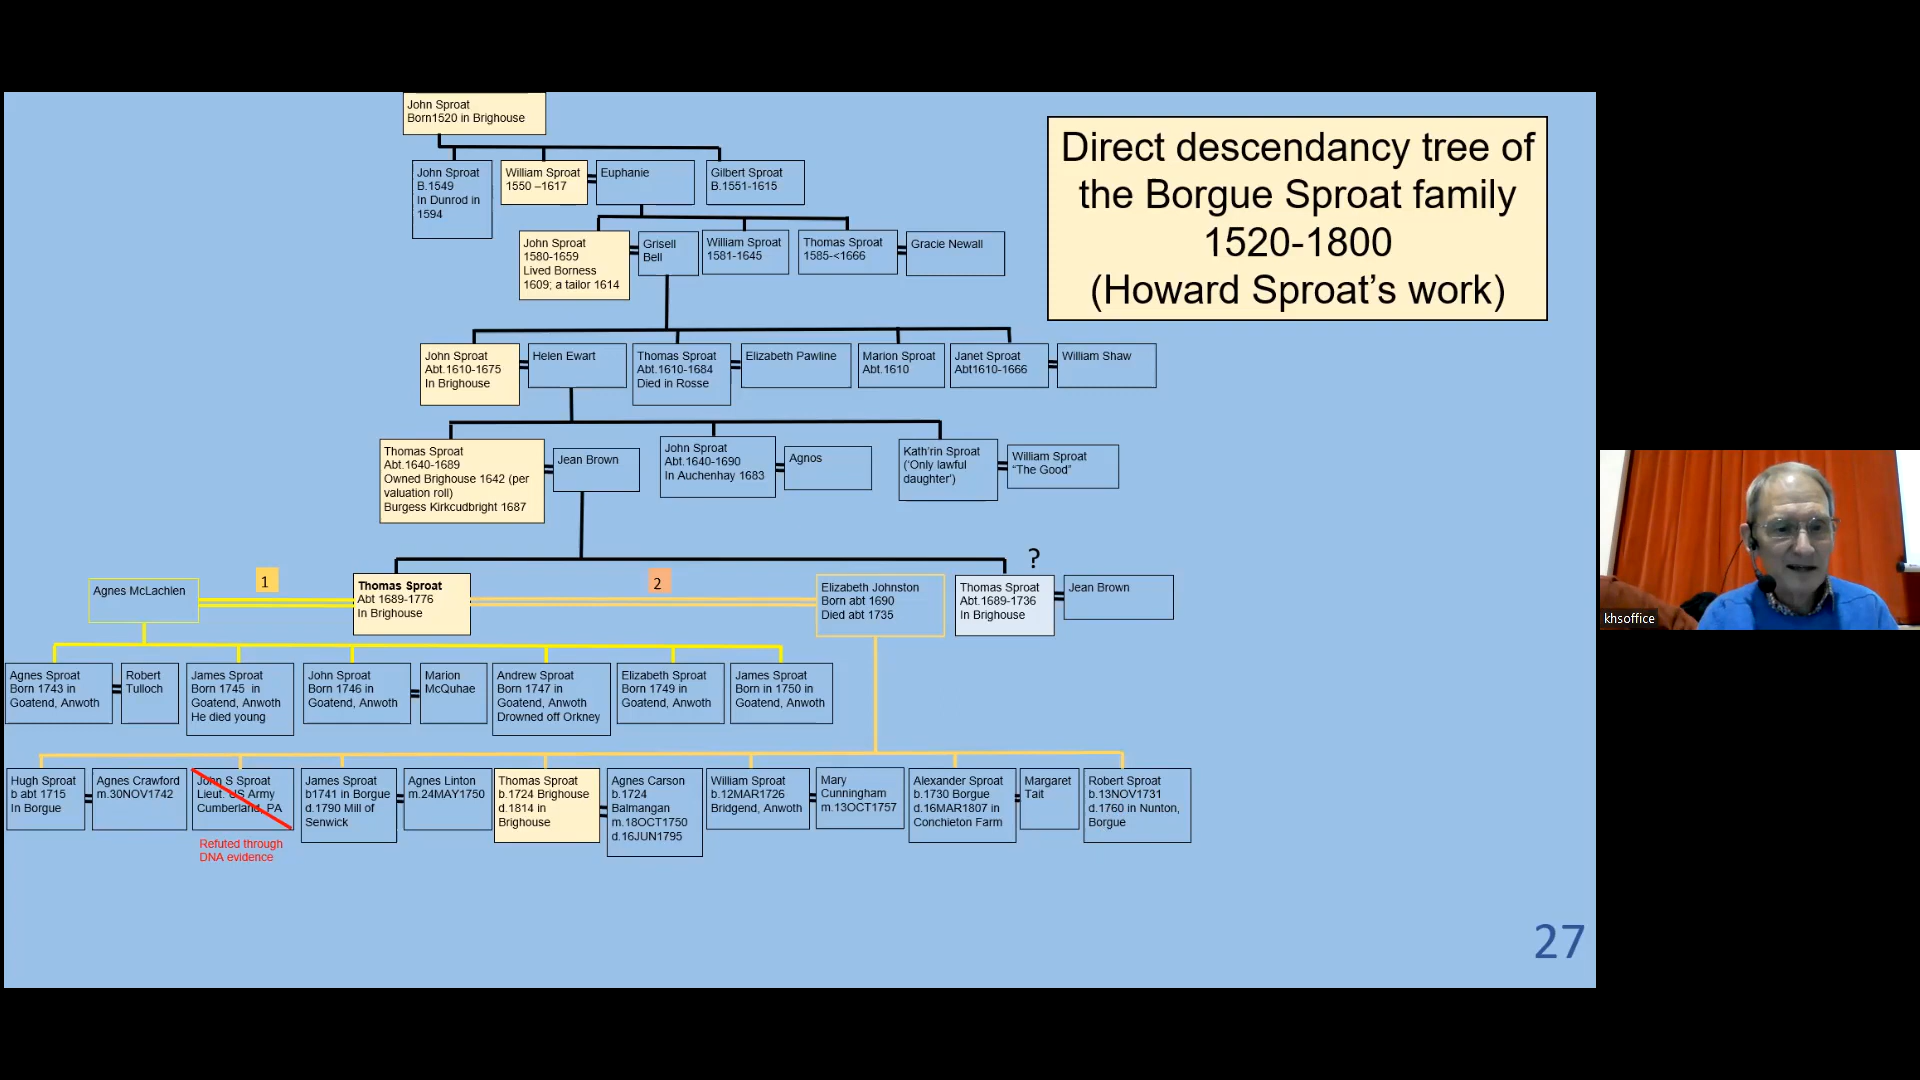 John Sproat
Born1520 in Brighouse
Direct descendancy tree of
the Borgue Sproat family
1520-1800
(Howard Sproat’s work)
John Sproat
B.1549
In Dunrod in
1594
William Sproat
1550 –1617
Euphanie
Gilbert Sproat
B.1551-1615
John Sproat
1580-1659
Lived Borness
1609; a tailor 1614
Grisell
Bell
William Sproat
1581-1645
Thomas Sproat
1585-<1666
Gracie Newall
John Sproat
Abt.1610-1675
In Brighouse
Helen Ewart
Thomas Sproat
Abt.1610-1684
Died in Rosse
Elizabeth Pawline
Marion Sproat
Abt.1610
Janet Sproat
Abt1610-1666
William Shaw
Thomas Sproat
Abt.1640-1689
Owned Brighouse 1642 (per
valuation roll)
Burgess Kirkcudbright 1687
Jean Brown
John Sproat
Abt.1640-1690
In Auchenhay 1683
Agnos
Kath’rin Sproat
(‘Only lawful
daughter’)
William Sproat
“The Good”
Agnes McLachlen
1
Thomas Sproat
Abt 1689-1776
In Brighouse
2
Elizabeth Johnston
Born abt 1690
Died abt 1735
?
Thomas Sproat
Abt.1689-1736
In Brighouse
Jean Brown
Agnes Sproat
Born 1743 in
Goatend, Anwoth
Robert
Tulloch
James Sproat
Born 1745 in
Goatend, Anwoth
He died young
John Sproat
Born 1746 in
Goatend, Anwoth
Marion
McQuhae
Andrew Sproat
Born 1747 in
Goatend, Anwoth
Drowned off Orkney
Elizabeth Sproat
Born 1749 in
Goatend, Anwoth
James Sproat
Born in 1750 in
Goatend, Anwoth
Hugh Sproat
b abt 1715
In Borgue
Agnes Crawford
m.30NOV1742
John S Sproat
Lieut. US Army
Cumberland, PA
Refuted through
DNA evidence
James Sproat
b1741 in Borgue
d.1790 Mill of
Senwick
Agnes Linton
m.24MAY1750
Thomas Sproat
b.1724 Brighouse
d.1814 in
Brighouse
Agnes Carson
b.1724
Balmangan
m.18OCT1750
d.16JUN1795
William Sproat
b.12MAR1726
Bridgend, Anwoth
Mary
Cunningham
m.13OCT1757
Alexander Sproat
b.1730 Borgue
d.16MAR1807 in
Conchieton Farm
Margaret
Tait
Robert Sproat
b.13NOV1731
d.1760 in Nunton,
Borgue
27
khsoffice